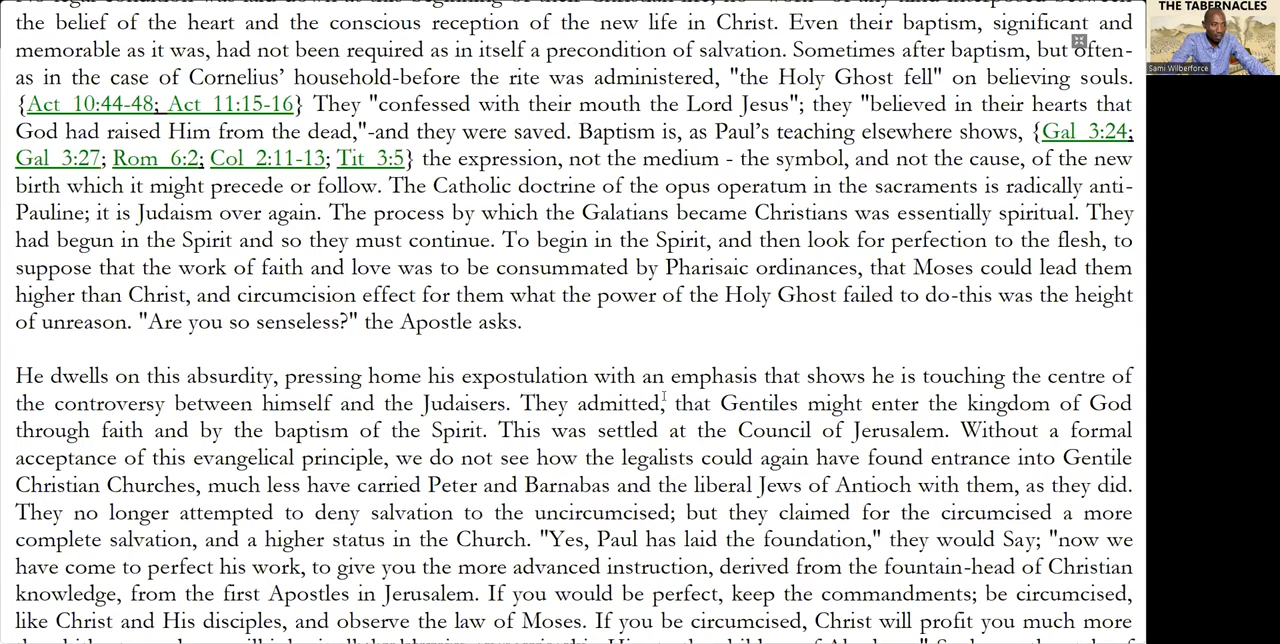 the belief of the heart and the conscious reception of the new life in Christ. Even their baptism, significant and
memorable as it was, had not been required as in itself a precondition of salvation. Sometimes after baptism, but often-
as in the case of Cornelius' household-before the rite was administered, "the Holy Ghost fell" on believing souls.
{Act_10:44-48; Act_11:15-16} They "confessed with their mouth the Lord Jesus"; they "believed in their hearts that
God had raised Him from the dead,"-and they were saved. Baptism is, as Paul's teaching elsewhere shows, {Gal_3:24;
Gal_3:27; Rom_6:2; Col_2:11-13; Tit_3:5} the expression, not the medium - the symbol, and not the cause, of the new
birth which it might precede or follow. The Catholic doctrine of the opus operatum in the sacraments is radically anti-
Pauline; it is Judaism over again. The process by which the Galatians became Christians was essentially spiritual. They
had begun in the Spirit and so they must continue. To begin in the Spirit, and then look for perfection to the flesh, to
suppose that the work of faith and love was to be consummated by Pharisaic ordinances, that Moses could lead them
higher than Christ, and circumcision effect for them what the power of the Holy Ghost failed to do-this was the height
of unreason. "Are you so senseless?" the Apostle asks.
He dwells on this absurdity, pressing home his expostulation with an emphasis that shows he is touching the centre of
the controversy between himself and the Judaisers. They admitted, that Gentiles might enter the kingdom of God
through faith and by the baptism of the Spirit. This was settled at the Council of Jerusalem. Without a formal
acceptance of this evangelical principle, we do not see how the legalists could again have found entrance into Gentile
Christian Churches, much less have carried Peter and Barnabas and the liberal Jews of Antioch with them, as they did.
They no longer attempted to deny salvation to the uncircumcised; but they claimed for the circumcised a more
complete salvation, and a higher status in the Church. "Yes, Paul has laid the foundation," they would Say; "now we
have come to perfect his work, to give you the more advanced instruction, derived from the fountain-head of Christian
knowledge, from the first Apostles in Jerusalem. If you would be perfect, keep the commandments; be circumcised,
like Christ and His disciples, and observe the law of Moses. If you be circumcised, Christ will profit you much more
THE TABERNACLES
Sami Wilberforce